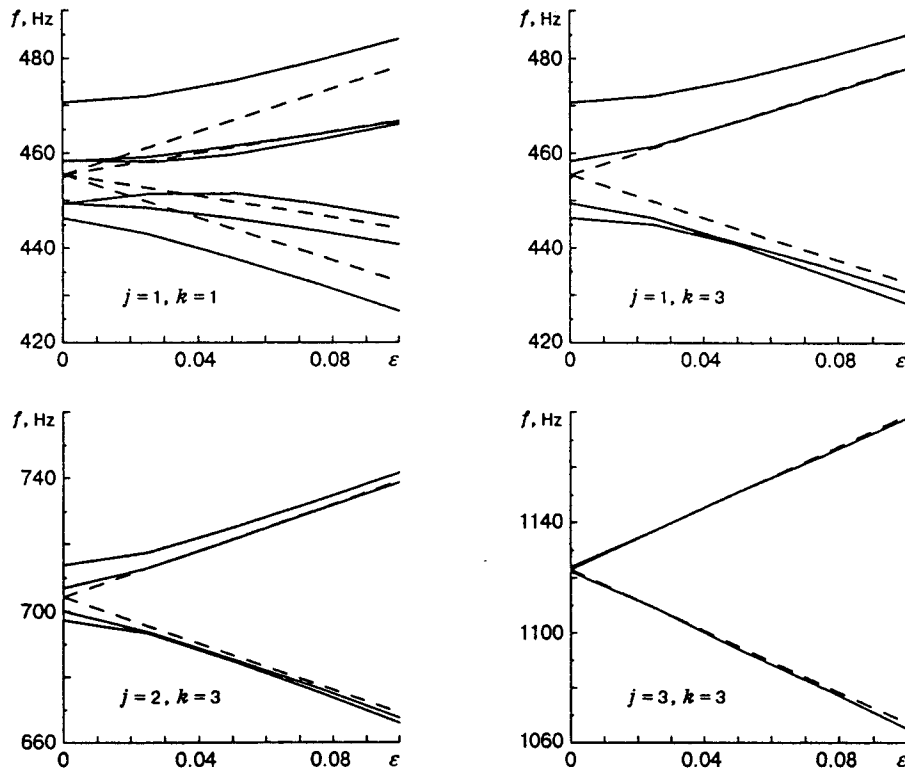 f, Hz
480
460
440
420
j = 1, k = 1
0
0.04
0.08
ε
f, Hz
480
460
440
420
j = 1, k = 3
0
0.04
0.08
ε
f, Hz
740
700
660
j = 2, k = 3
0
0.04
0.08
ε
f, Hz
1140
1100
1060
j = 3, k = 3
0
0.04
0.08
ε